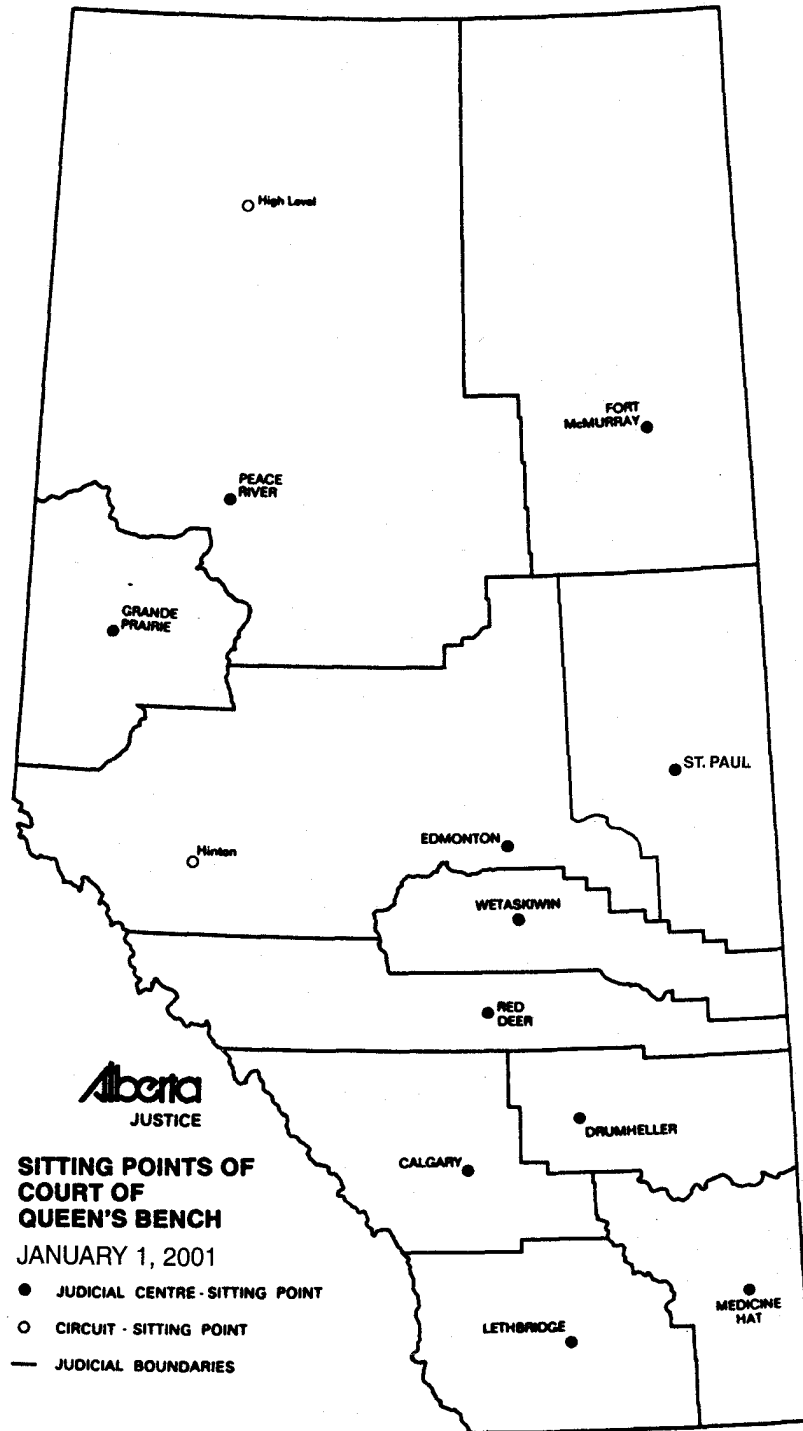 High Level
FORT
McMURRAY
PEACE
RIVER
GRANDE
PRAIRIE
ST. PAUL
EDMONTON
Hinton
WETASKIWIN
RED
DEER
Alberta
JUSTICE
DRUMHELLER
CALGARY
SITTING POINTS OF
COURT OF
QUEEN'S BENCH
JANUARY 1, 2001
JUDICIAL CENTRE - SITTING POINT
CIRCUIT - SITTING POINT
JUDICIAL BOUNDARIES
MEDICINE
HAT
LETHBRIDGE